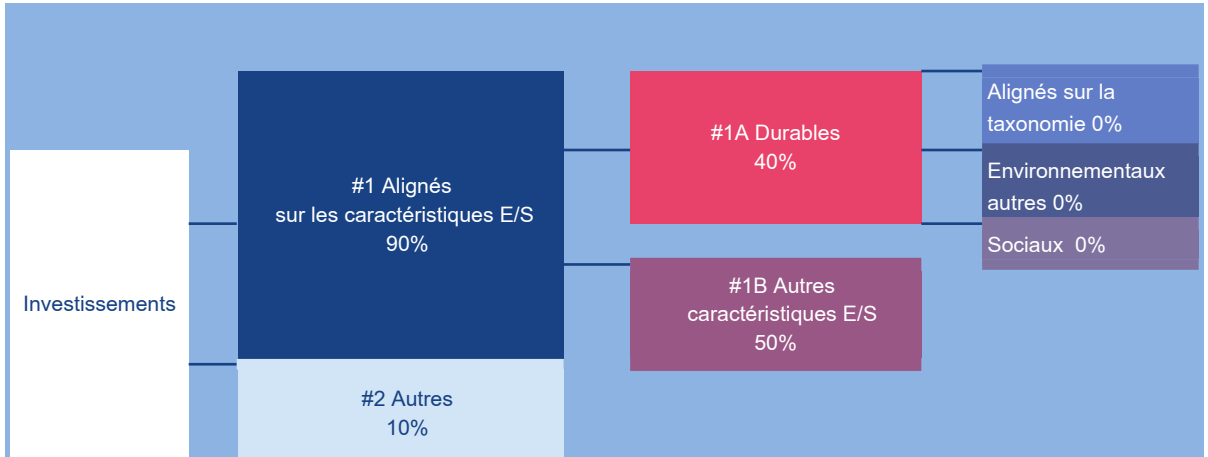 Investissements
#1 Alignés
sur les caractéristiques E/S
90%
#2 Autres
10%
#1A Durables
40%
#1B Autres
caractéristiques E/S
50%
Alignés sur la
taxonomie 0%
Environnementaux
autres 0%
Sociaux 0%